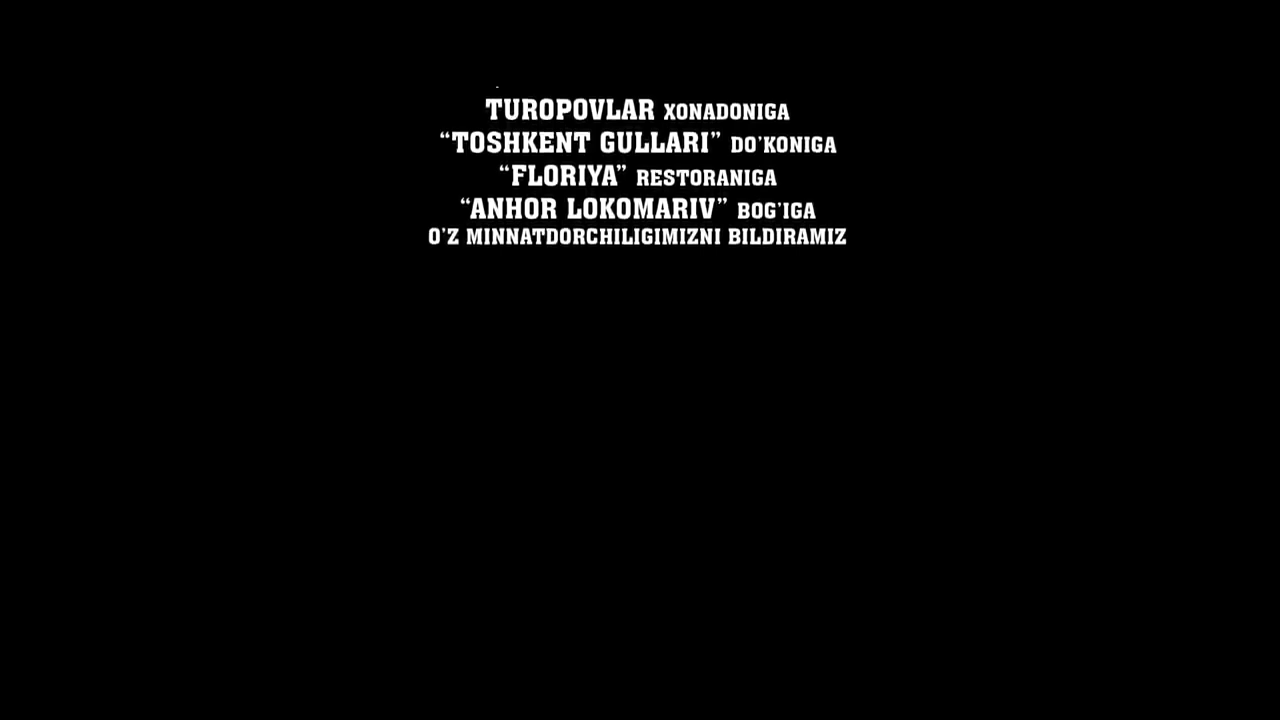 TUROPOVLAR XONADONIGA
“TOSHKENT GULLARI” DO’KONIGA
“FLORIYA” RESTORANIGA
“ANHOR LOKOMARIV” BOG’IGA
O’Z MINNATDORCHILIGIMIZNI BILDIRAMIZ